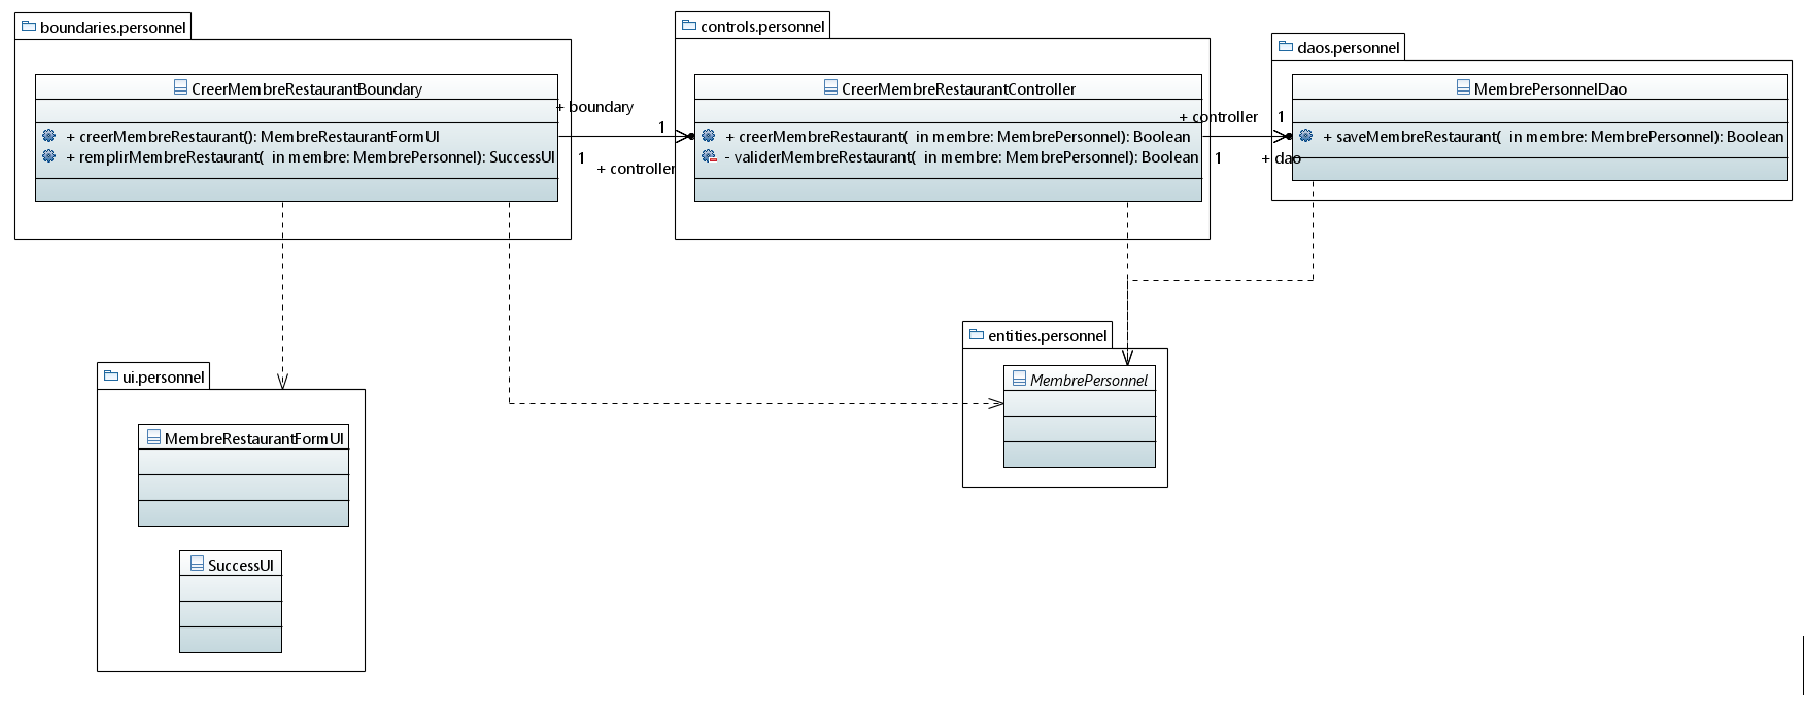 boundaries.personnel
CreerMembreRestaurantBoundary
+ creerMembreRestaurant(): MembreRestaurantFormUI
+ remplirMembreRestaurant( in membre: MembrePersonnel): SuccessUI
+ boundary
1
1
+ controller
controls.personnel
CreerMembreRestaurantController
+ creerMembreRestaurant( in membre: MembrePersonnel): Boolean
- validerMembreRestaurant( in membre: MembrePersonnel): Boolean
+ controller
1
1
+ dao
daos.personnel
MembrePersonnelDao
+ saveMembreRestaurant( in membre: MembrePersonnel): Boolean
entities.personnel
MembrePersonnel
ui.personnel
MembreRestaurantFormUI
SuccessUI